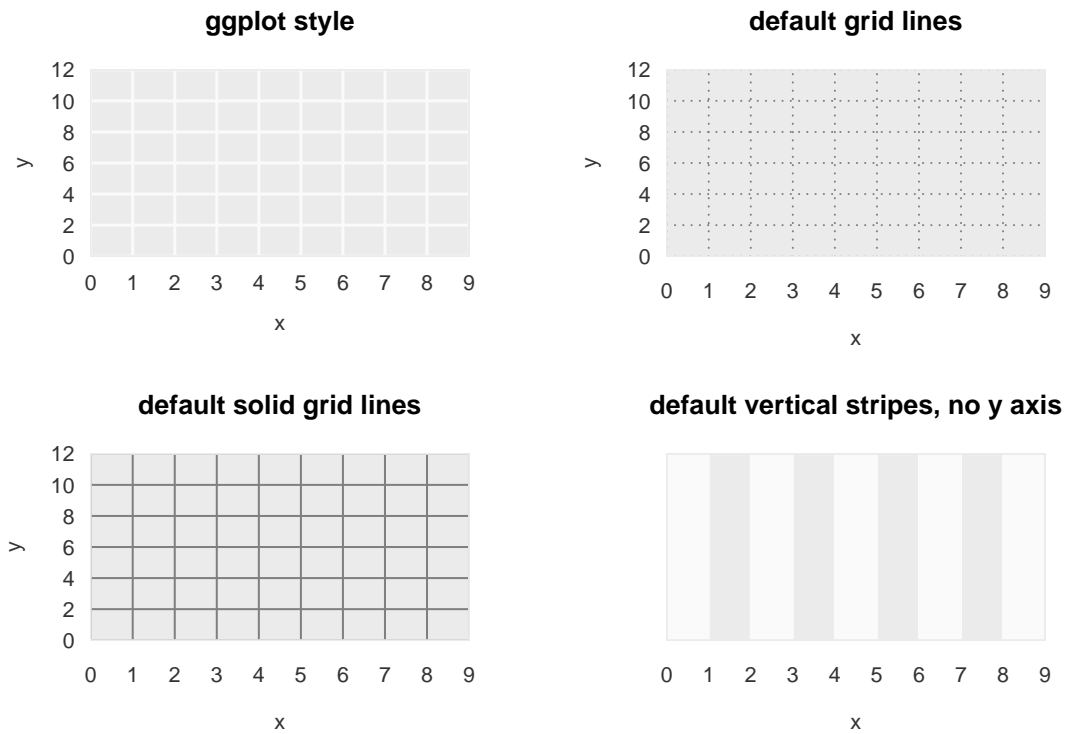 ggplot style
12
10
8
6
4
2
0
y
0 1 2 3 4 5 6 7 8 9
x
default grid lines
12
10
8
6
4
2
0
y
0 1 2 3 4 5 6 7 8 9
x
default solid grid lines
12
10
8
6
4
2
0
y
0 1 2 3 4 5 6 7 8 9
x
default vertical stripes, no y axis
0 1 2 3 4 5 6 7 8 9
x